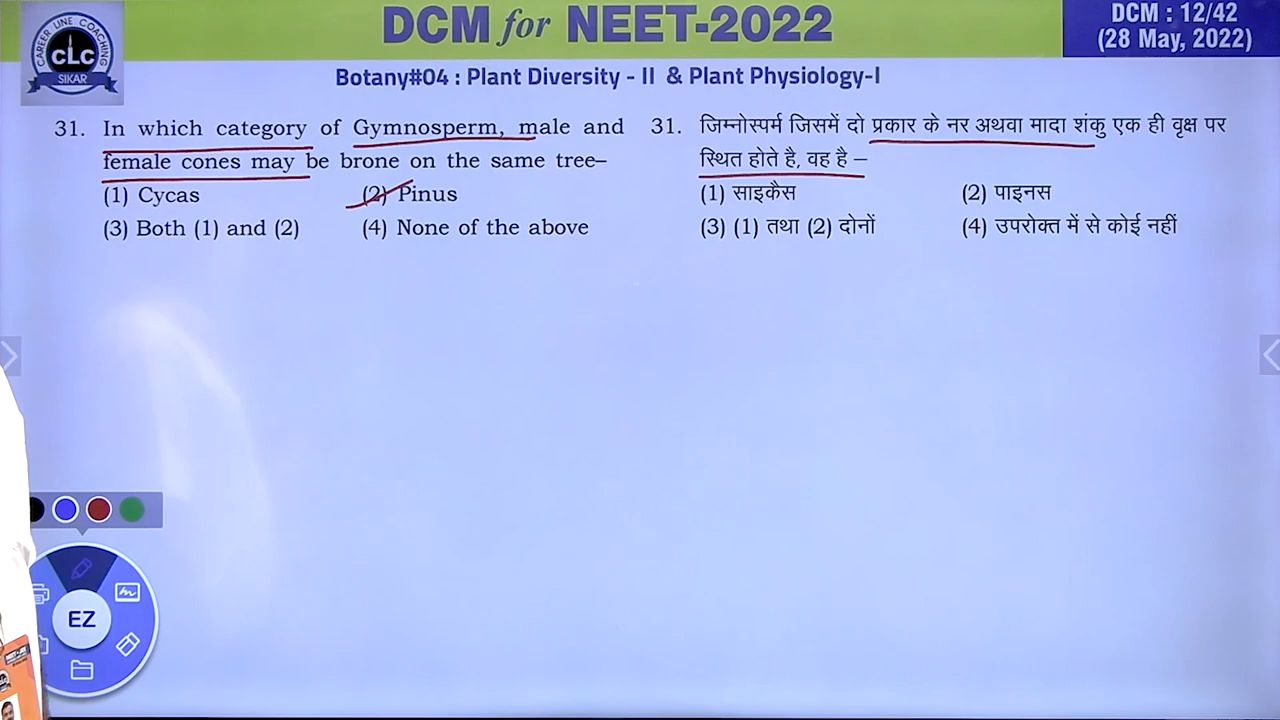 DCM for NEET-2022
DCM : 12/42
(28 May, 2022)
CAREER LINE COACHING
CLC
SIKAR
Botany#04 : Plant Diversity - II & Plant Physiology-I
31. In which category of Gymnosperm, male and
female cones may be brone on the same tree–
(1) Cycas (2) Pinus
(3) Both (1) and (2) (4) None of the above
31. जिम्नोस्पर्म जिसमें दो प्रकार के नर अथवा मादा शंकु एक ही वृक्ष पर
स्थित होते है, वह है –
(1) साइकैस (2) पाइनस
(3) (1) तथा (2) दोनों (4) उपरोक्त में से कोई नहीं
EZ